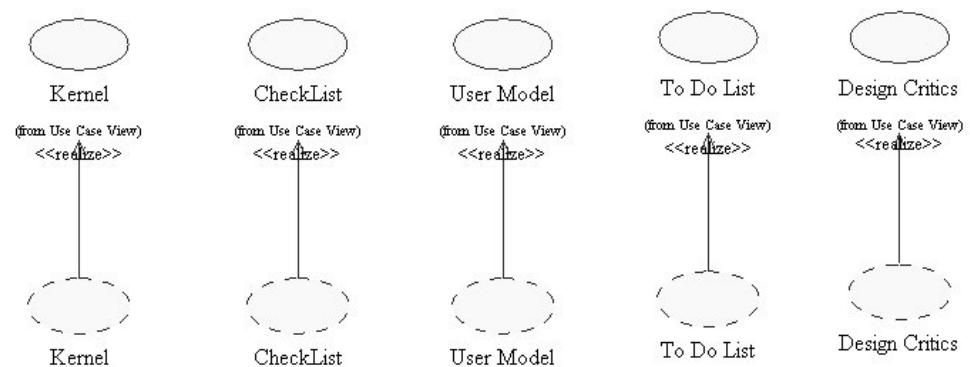 Kernel
(from Use Case View)
<<realize>>
Kernel
CheckList
(from Use Case View)
<<realize>>
CheckList
User Model
(from Use Case View)
<<realize>>
User Model
To Do List
(from Use Case View)
<<realize>>
To Do List
Design Critics
(from Use Case View)
<<realize>>
Design Critics